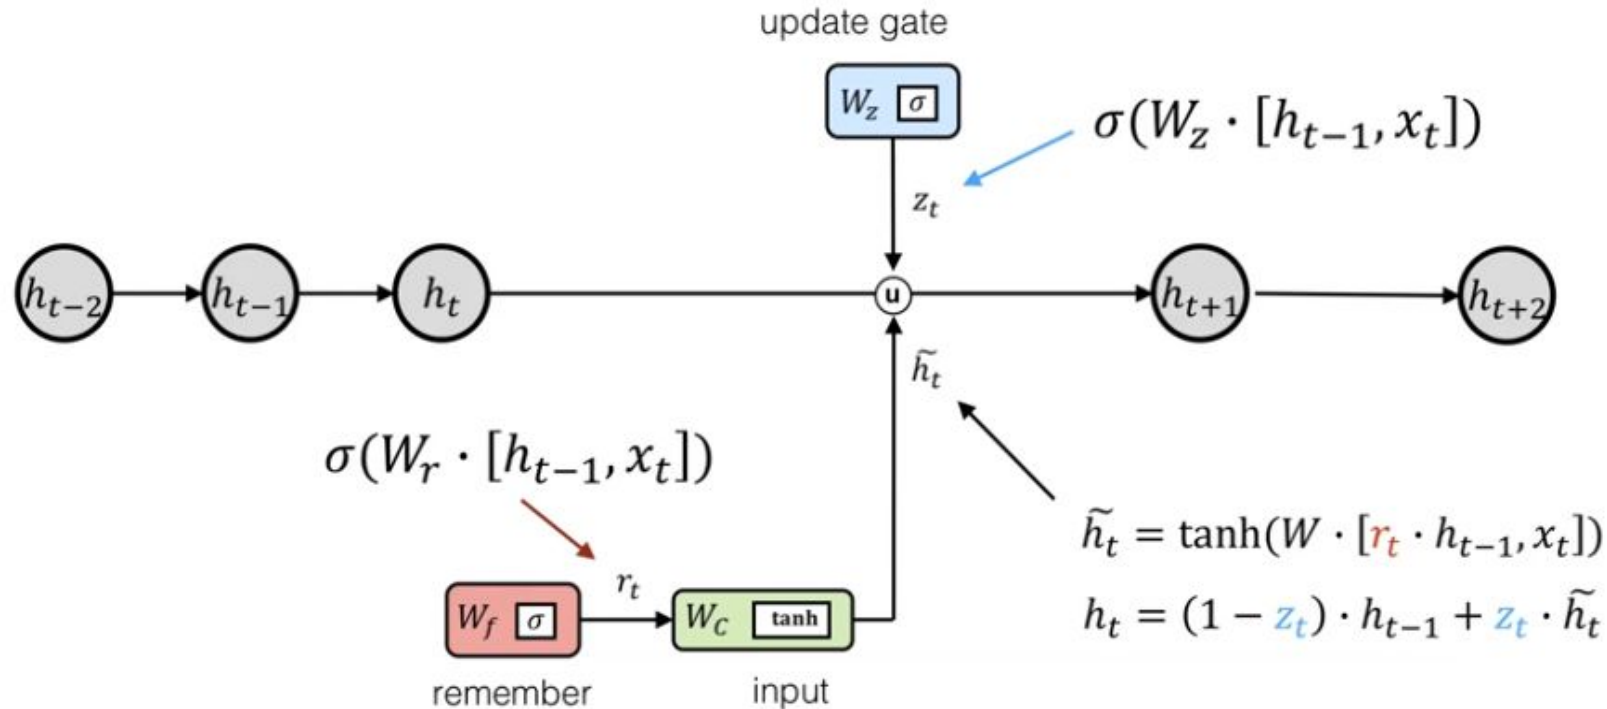 update gate
W_z σ
σ(W_z · [h_{t−1}, x_t])
z_t
h_{t−2} h_{t−1} h_t u h_{t+1} h_{t+2}
h̃_t
σ(W_r · [h_{t−1}, x_t])
h̃_t = tanh(W · [r_t · h_{t−1}, x_t])
r_t
W_f σ W_C tanh
h_t = (1 − z_t) · h_{t−1} + z_t · h̃_t
remember input